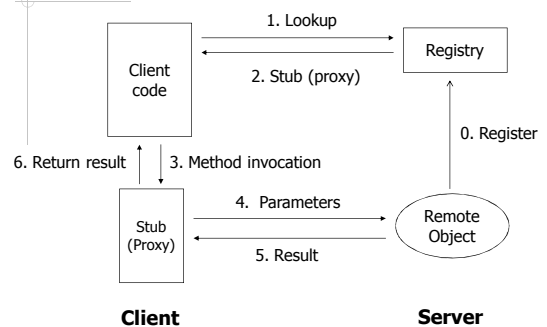 1. Lookup
Client
code
Registry
2. Stub (proxy)
0. Register
6. Return result
3. Method invocation
4. Parameters
Stub
(Proxy)
Remote
Object
5. Result
Client
Server